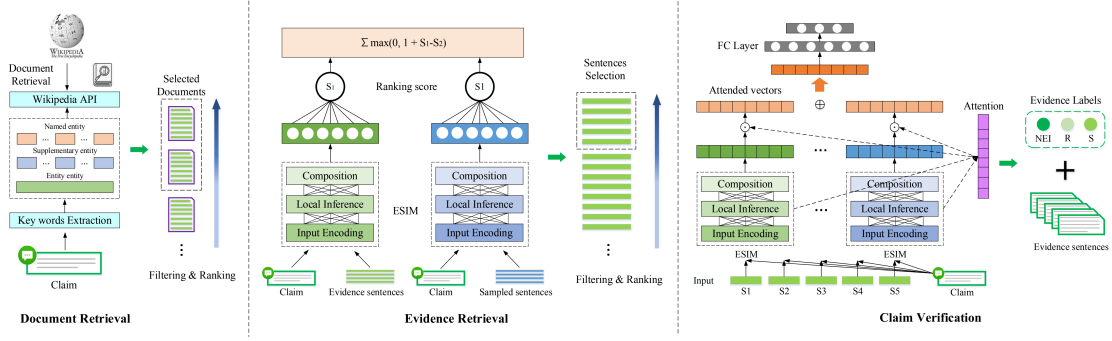 WIKIPEDIA
The Free Encyclopedia
Document
Retrieval
Wikipedia API
Named entity
... ...
Supplementary entity
... ...
Entity entity
Key words Extraction
Claim
Selected
Documents
⋮
Filtering & Ranking
Document Retrieval
∑ max(0, 1 + S₁-S₂)
S₁
Ranking score
S1
Composition
Local Inference
Input Encoding
ESIM
Composition
Local Inference
Input Encoding
Claim
Evidence sentences
Claim
Sampled sentences
Sentences
Selection
⋮
Filtering & Ranking
Evidence Retrieval
FC Layer
Attended vectors
Attention
...
Composition
Local Inference
Input Encoding
ESIM
...
Composition
Local Inference
Input Encoding
ESIM
Input
S1
S2
S3
S4
S5
Claim
Evidence Labels
NEI
R
S
+
Evidence sentences
Claim Verification